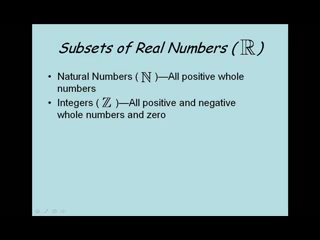 Subsets of Real Numbers (ℝ)
• Natural Numbers ( ℕ )—All positive whole
numbers
• Integers ( ℤ )—All positive and negative
whole numbers and zero